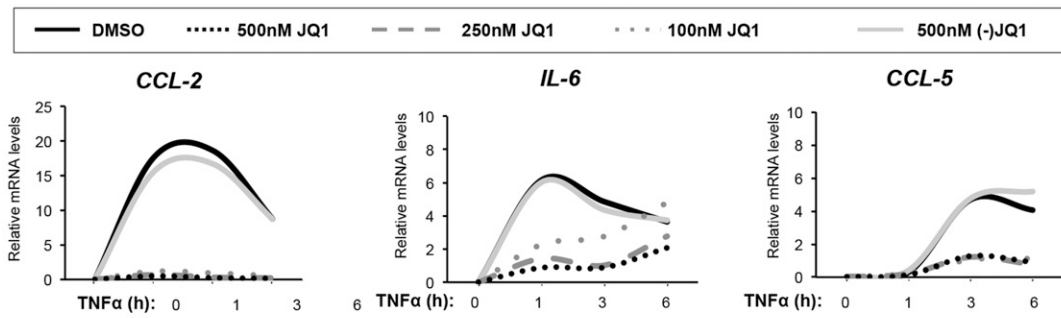 DMSO 500nM JQ1 250nM JQ1 100nM JQ1 500nM (-)JQ1
CCL-2
Relative mRNA levels
25
20
15
10
5
0
TNFα (h): 0 1 3 6
IL-6
Relative mRNA levels
10
8
6
4
2
0
TNFα (h): 0 1 3 6
CCL-5
Relative mRNA levels
10
8
6
4
2
0
TNFα (h): 0 1 3 6